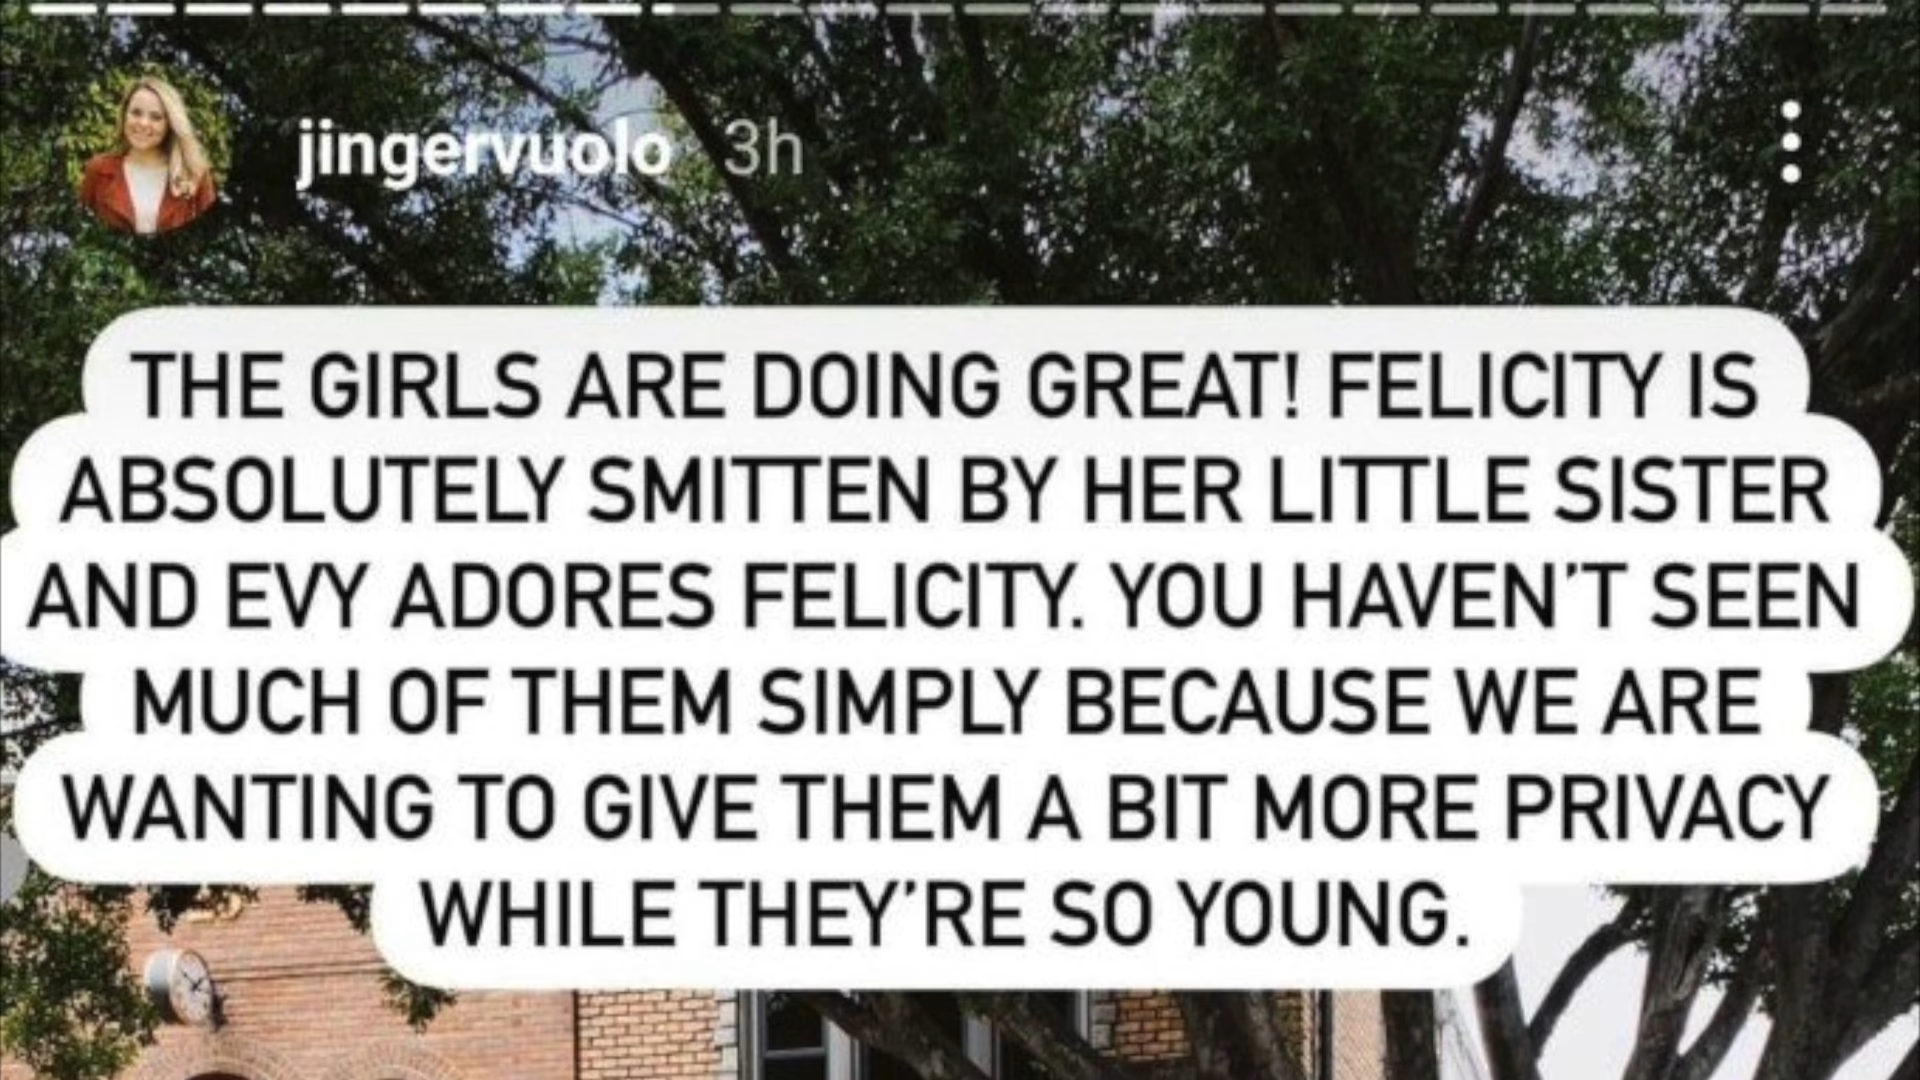 jingervuolo 3h
THE GIRLS ARE DOING GREAT! FELICITY IS
ABSOLUTELY SMITTEN BY HER LITTLE SISTER
AND EVY ADORES FELICITY. YOU HAVEN'T SEEN
MUCH OF THEM SIMPLY BECAUSE WE ARE
WANTING TO GIVE THEM A BIT MORE PRIVACY
WHILE THEY'RE SO YOUNG.